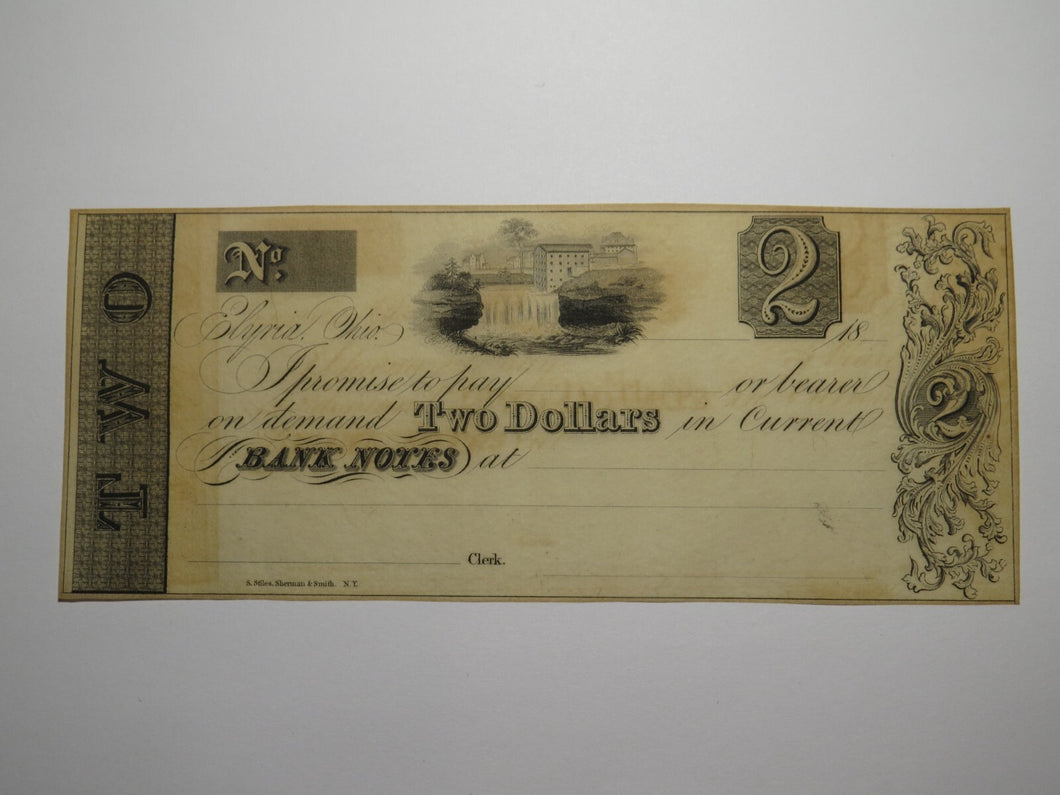 TWO
No.
2
Elyria, Ohio. 18
I promise to pay or bearer
on demand Two Dollars in Current
BANK NOTES at
2
Clerk.
S. Stiles, Sherman & Smith. N.Y.